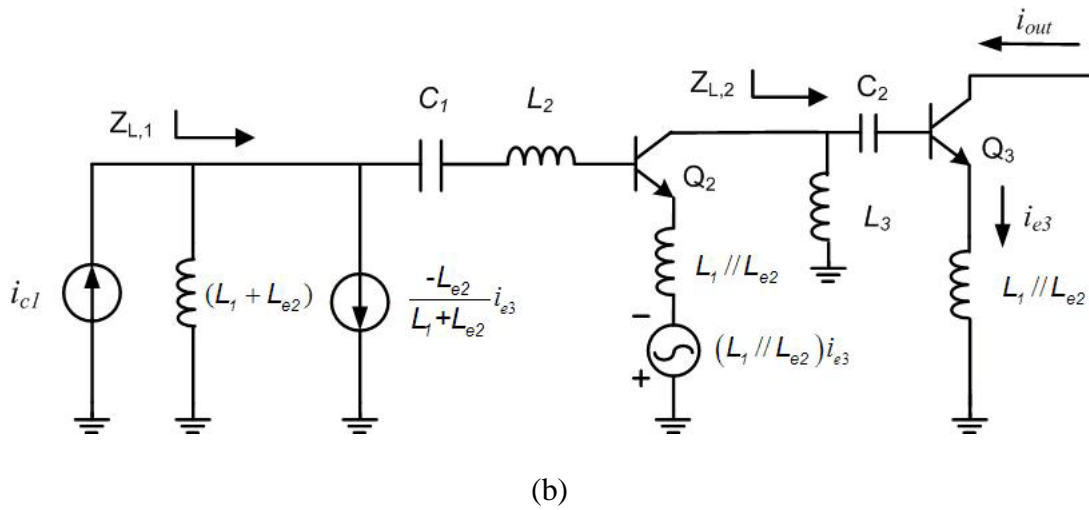 i_out
Z_L,1
C_1
L_2
Z_L,2
C_2
Q_2
Q_3
L_3
i_e3
i_c1
(L_1 + L_e2)
-L_e2 / L_1+L_e2 i_e3
L_1 // L_e2
L_1 // L_e2
-
+
(L_1 // L_e2) i_e3
(b)